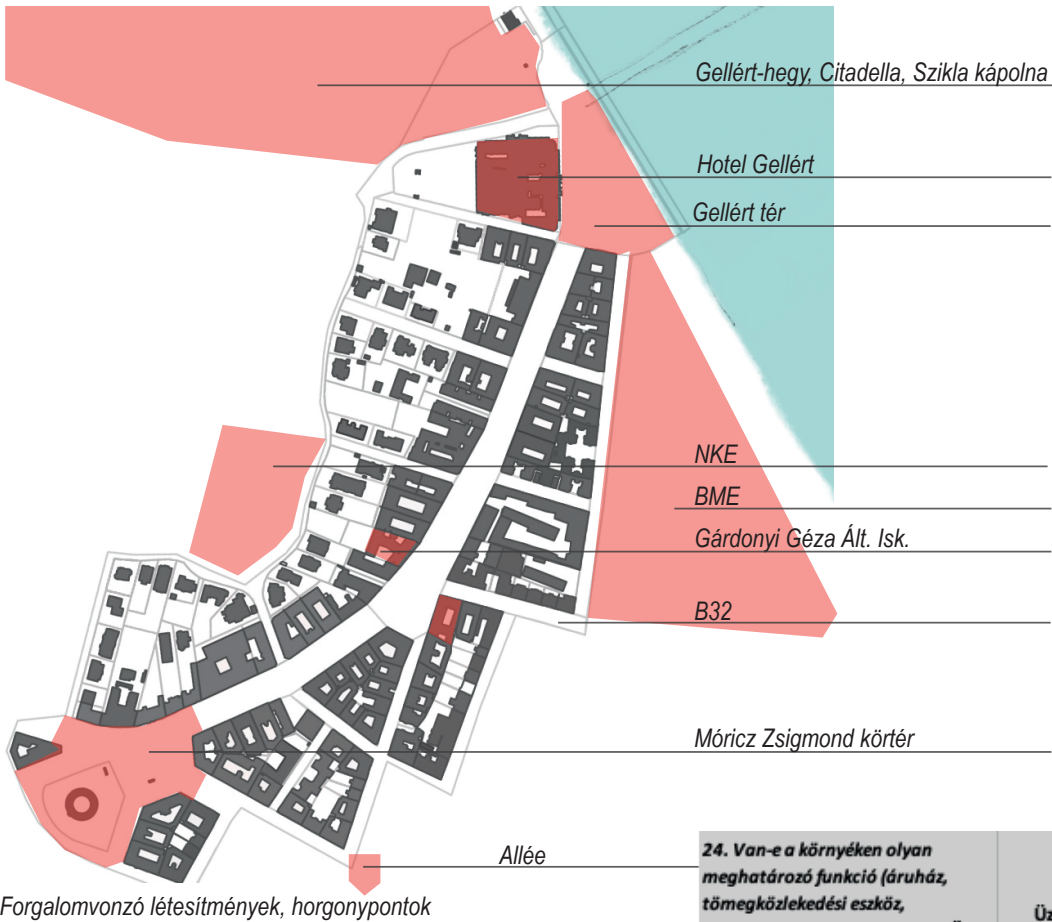 Gellért-hegy, Citadella, Szikla kápolna
Hotel Gellért
Gellért tér
NKE
BME
Gárdonyi Géza Ált. Isk.
B32
Móricz Zsigmond körtér
Allée
Forgalomvonzó létesítmények, horgonypontok
24. Van-e a környéken olyan
meghatározó funkció (áruház,
tömegközlekedési eszköz,